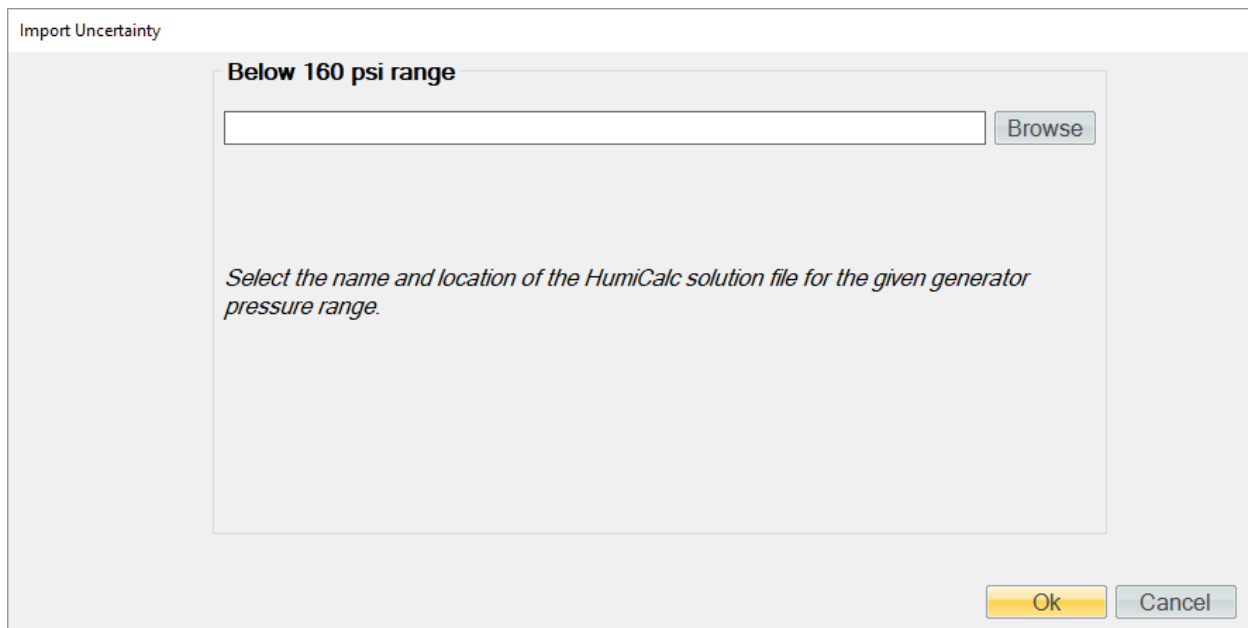 Import Uncertainty
Below 160 psi range
Browse
Select the name and location of the HumiCalc solution file for the given generator
pressure range.
Ok
Cancel